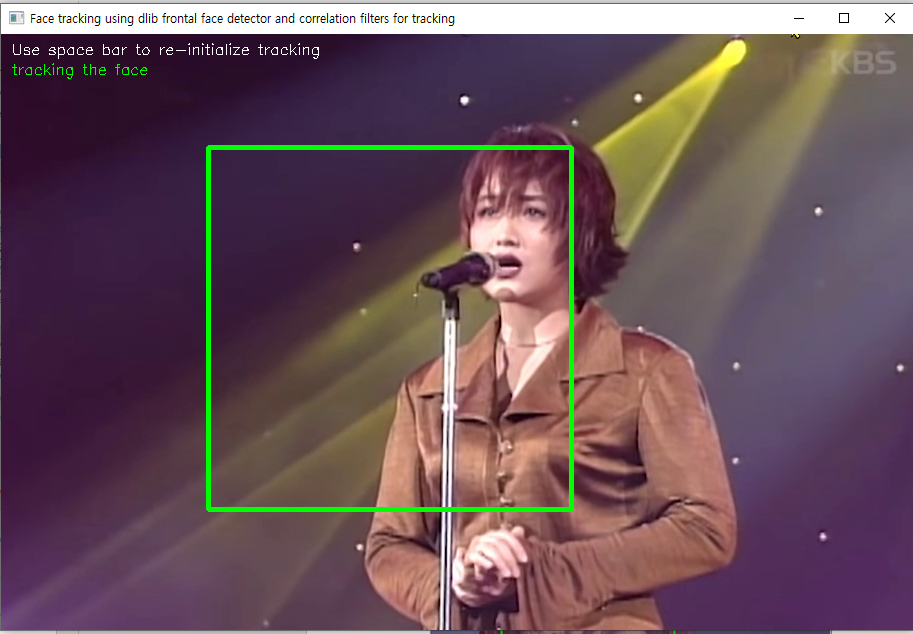 Face tracking using dlib frontal face detector and correlation filters for tracking
Use space bar to re-initialize tracking
tracking the face
KBS